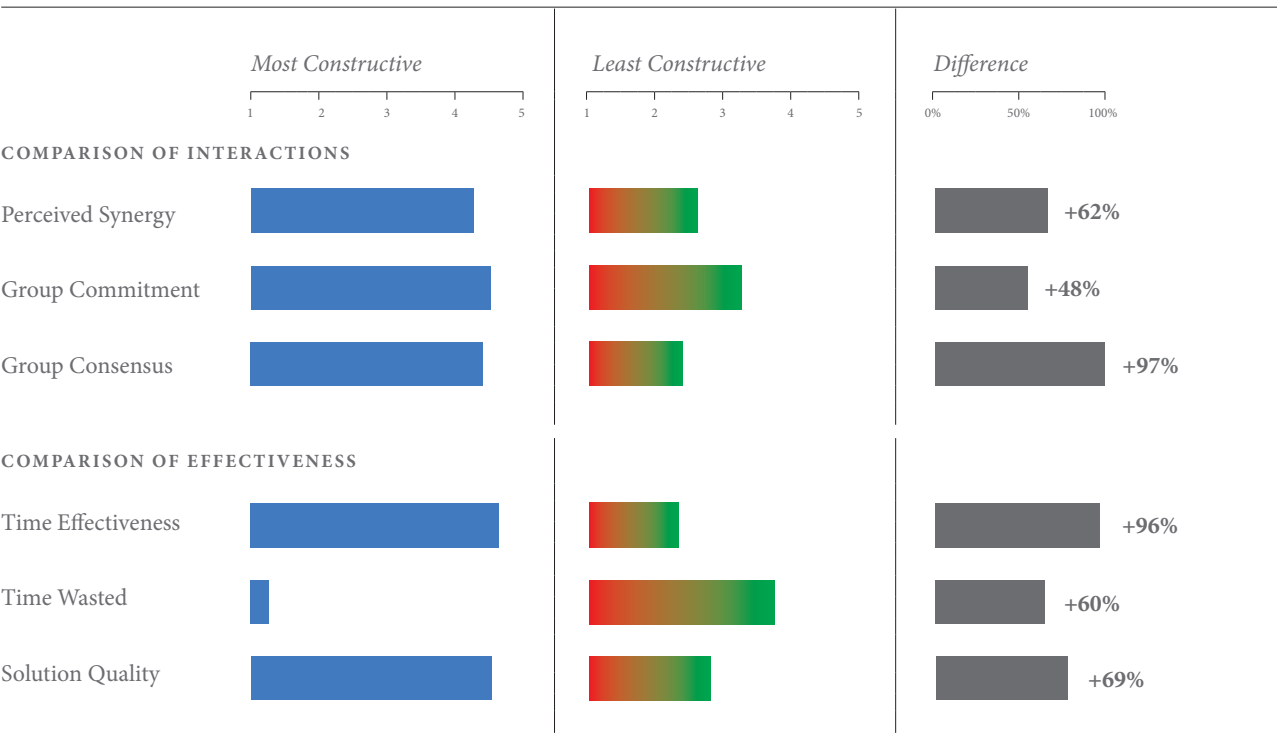 Most Constructive Least Constructive Difference
1 2 3 4 5 1 2 3 4 5 0% 50% 100%
COMPARISON OF INTERACTIONS
Perceived Synergy +62%
Group Commitment +48%
Group Consensus +97%
COMPARISON OF EFFECTIVENESS
Time Effectiveness +96%
Time Wasted +60%
Solution Quality +69%